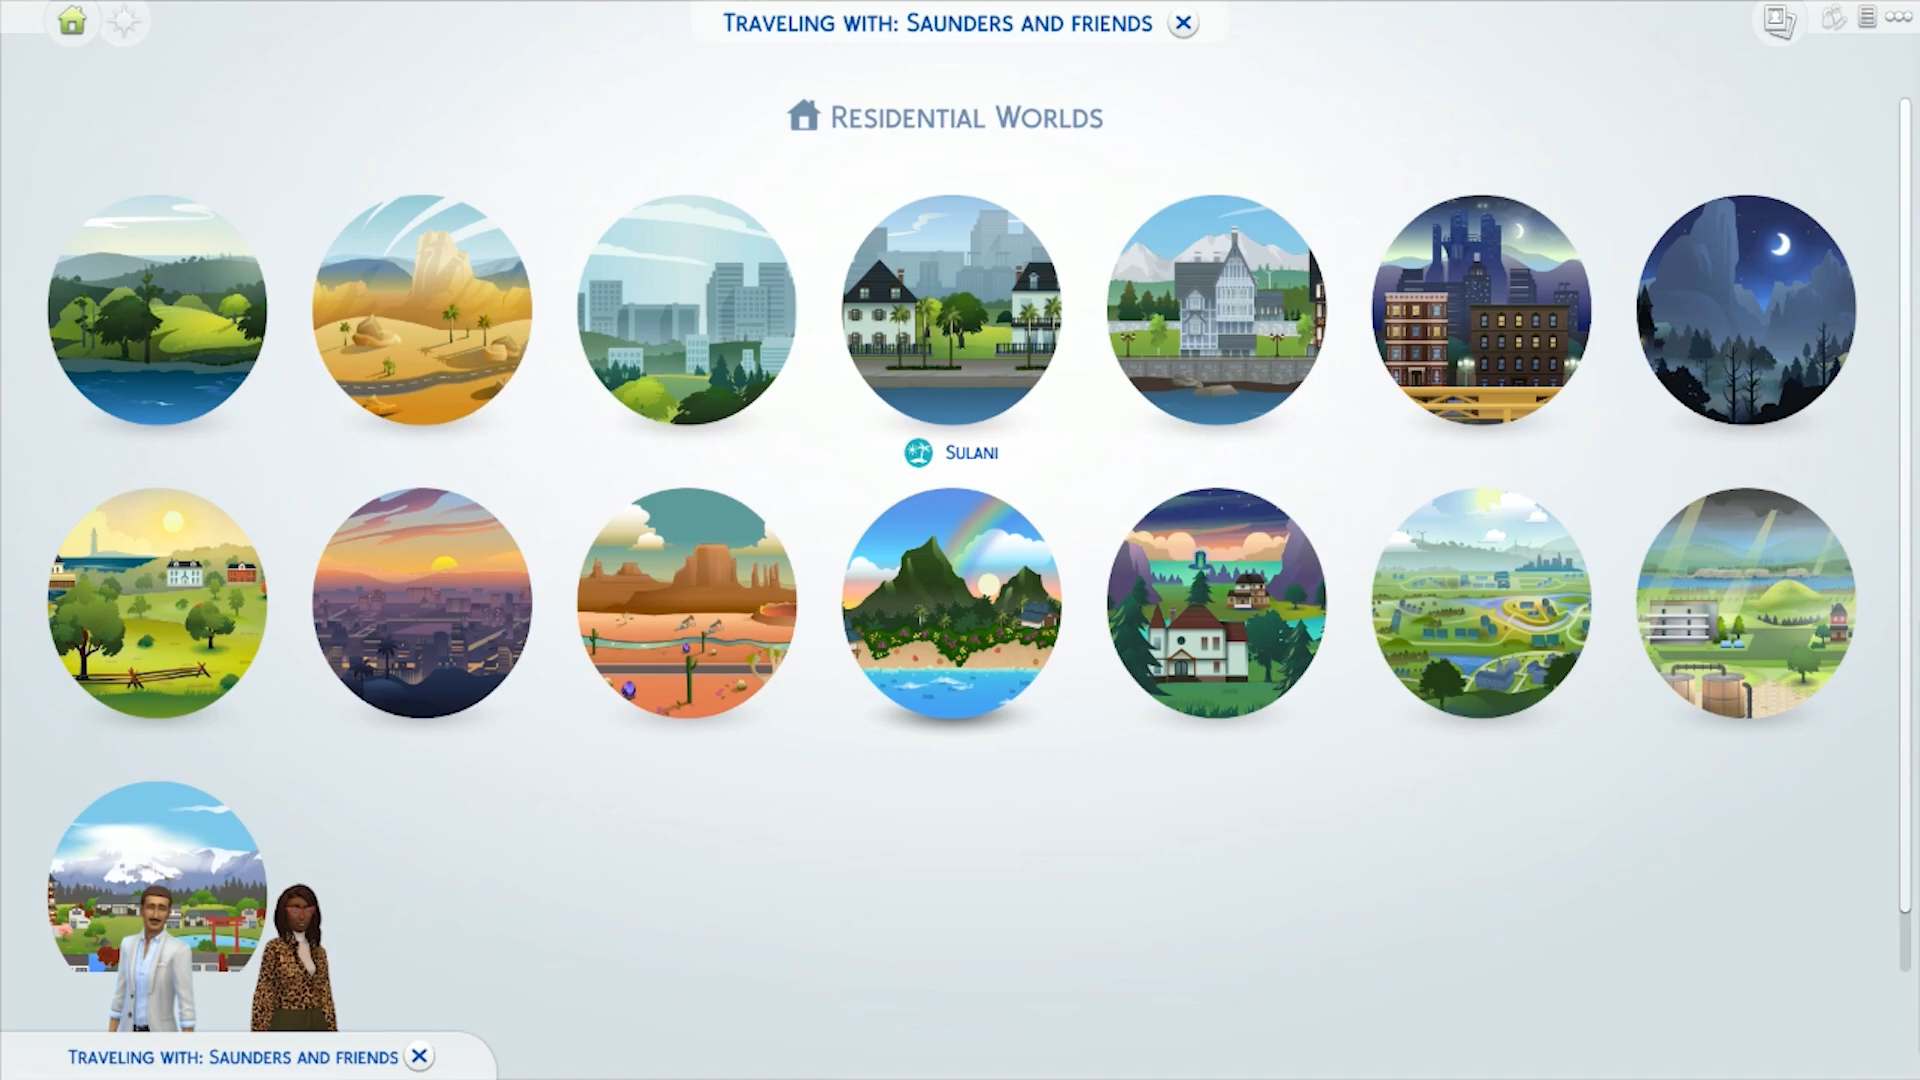 Traveling with: Saunders and friends
Residential Worlds
Sulani
Traveling with: Saunders and friends